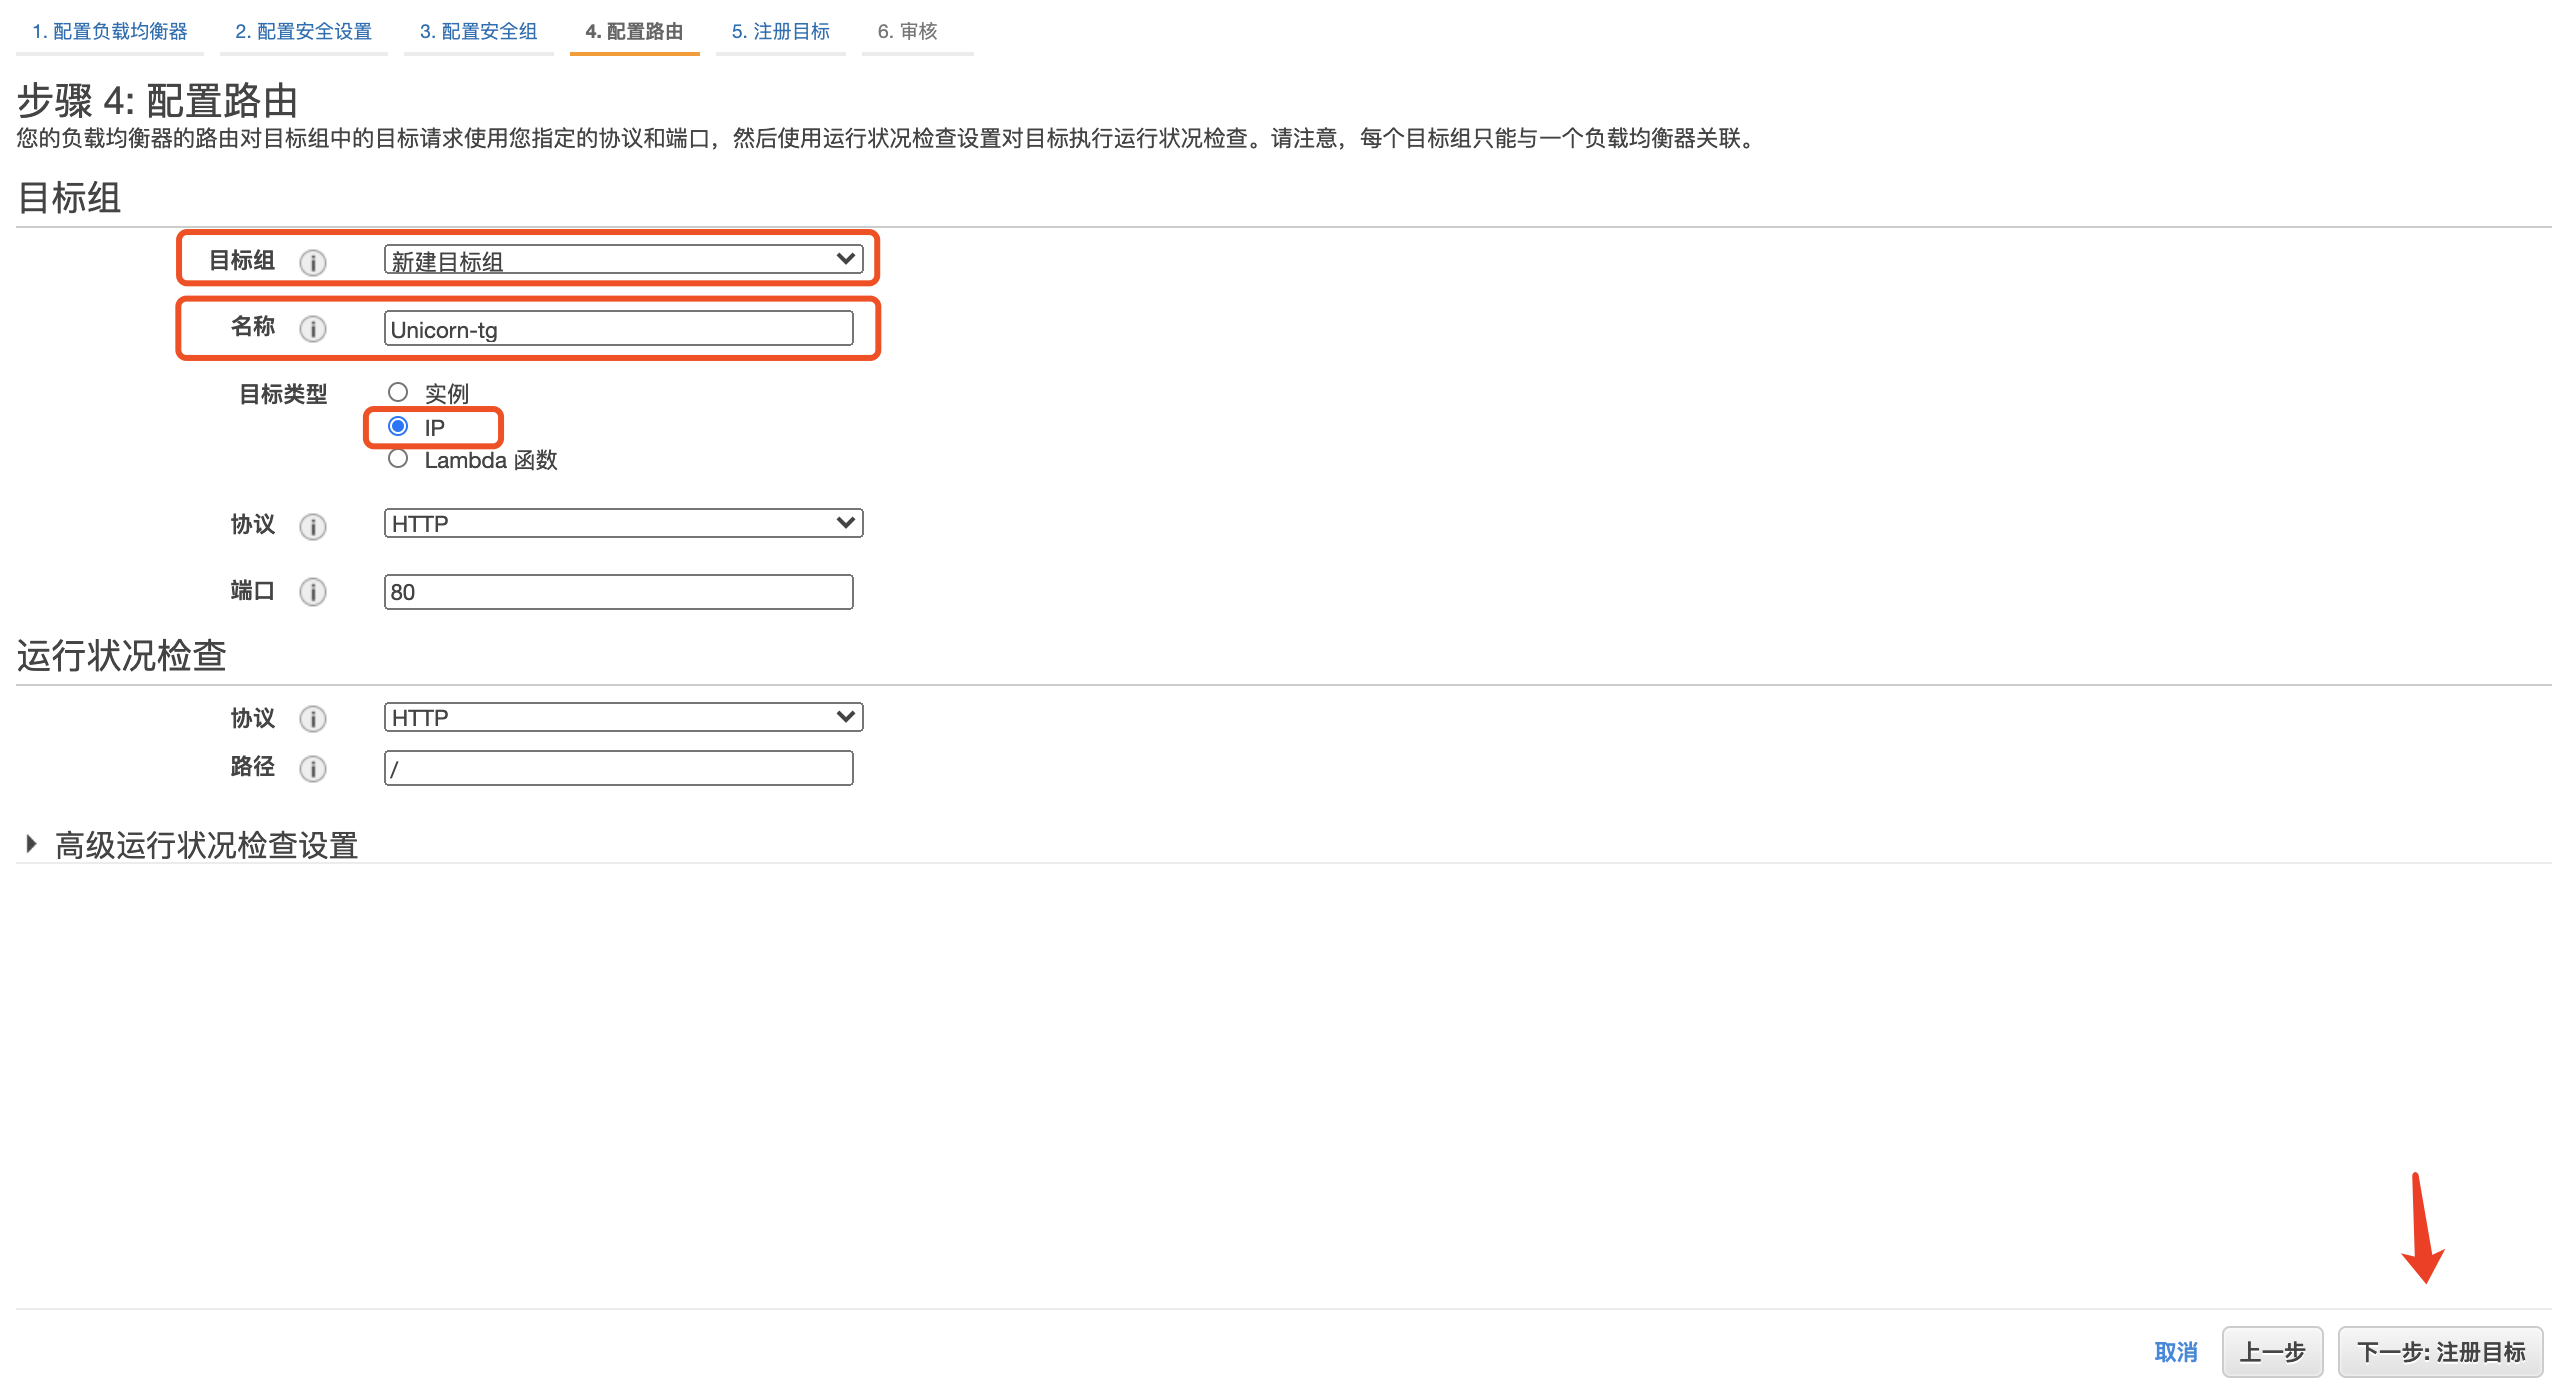 1. 配置负载均衡器 2. 配置安全设置 3. 配置安全组 4. 配置路由 5. 注册目标 6. 审核
步骤 4: 配置路由
您的负载均衡器的路由对目标组中的目标请求使用您指定的协议和端口，然后使用运行状况检查设置对目标执行运行状况检查。请注意，每个目标组只能与一个负载均衡器关联。
目标组
目标组 i 新建目标组
名称 i Unicorn-tg
目标类型 实例
IP
Lambda 函数
协议 i HTTP
端口 i 80
运行状况检查
协议 i HTTP
路径 i /
高级运行状况检查设置
取消 上一步 下一步: 注册目标